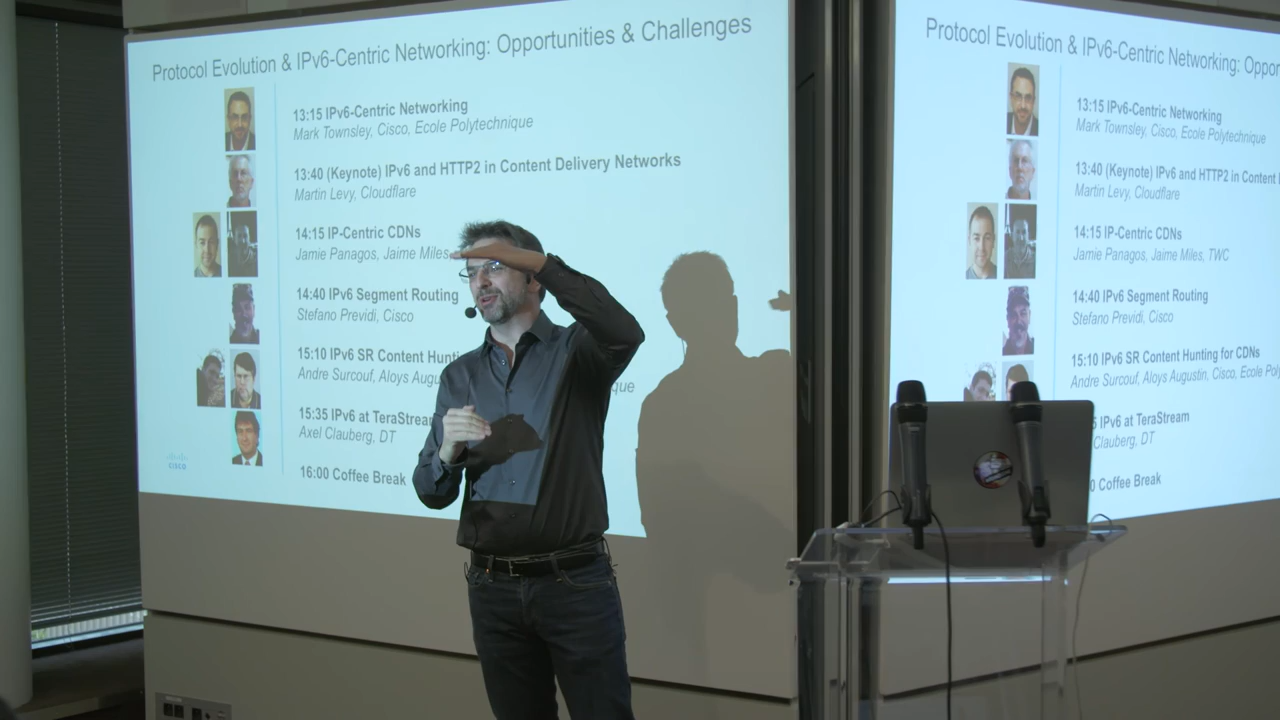 Protocol Evolution & IPv6-Centric Networking: Opportunities & Challenges
13:15 IPv6-Centric Networking
Mark Townsley, Cisco, Ecole Polytechnique
13:40 (Keynote) IPv6 and HTTP2 in Content Delivery Networks
Martin Levy, Cloudflare
14:15 IP-Centric CDNs
Jamie Panagos, Jaime Miles
14:40 IPv6 Segment Routing
Stefano Previdi, Cisco
15:10 IPv6 SR Content Hunti
Andre Surcouf, Aloys Augu
que
15:35 IPv6 at TeraStream
Axel Clauberg, DT
16:00 Coffee Break
cisco
Protocol Evolution & IPv6-Centric Networking: Oppor
13:15 IPv6-Centric Networking
Mark Townsley, Cisco, Ecole Polytechnique
13:40 (Keynote) IPv6 and HTTP2 in Content
Martin Levy, Cloudflare
14:15 IP-Centric CDNs
Jamie Panagos, Jaime Miles, TWC
14:40 IPv6 Segment Routing
Stefano Previdi, Cisco
15:10 IPv6 SR Content Hunting for CDNs
Andre Surcouf, Aloys Augustin, Cisco, Ecole Poly
5 IPv6 at TeraStream
Clauberg, DT
0 Coffee Break